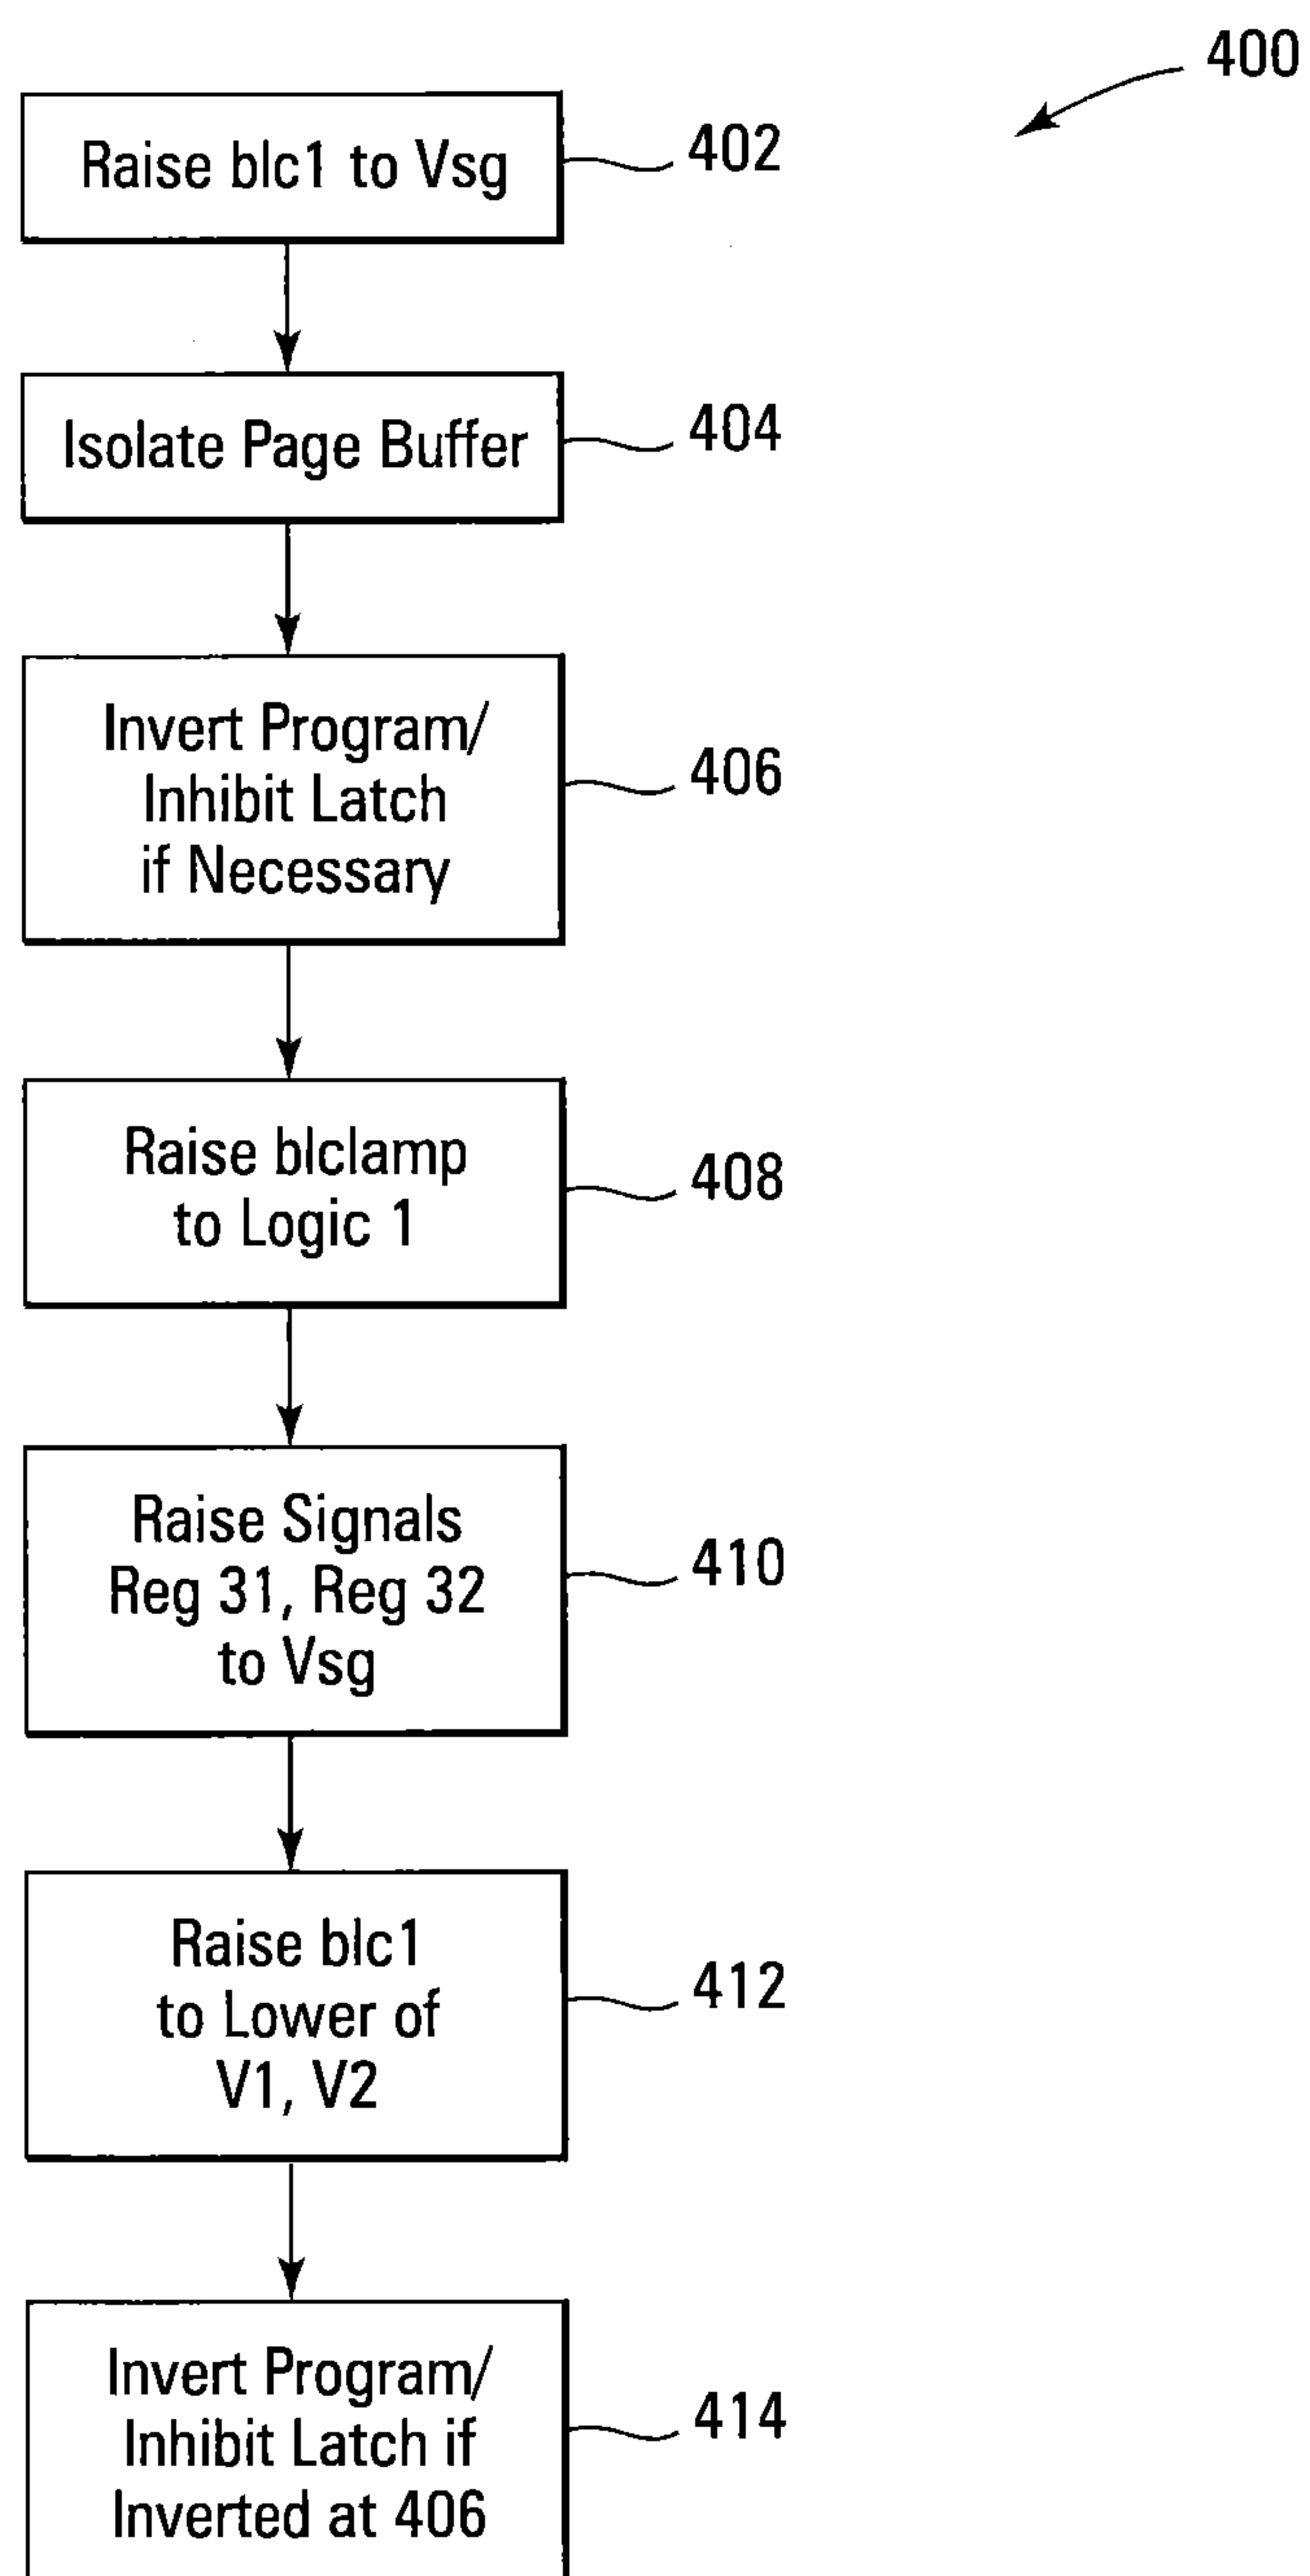 400
Raise blc1 to Vsg
402
Isolate Page Buffer
404
Invert Program/
Inhibit Latch
if Necessary
406
Raise blclamp
to Logic 1
408
Raise Signals
Reg 31, Reg 32
to Vsg
410
Raise blc1
to Lower of
V1, V2
412
Invert Program/
Inhibit Latch if
Inverted at 406
414